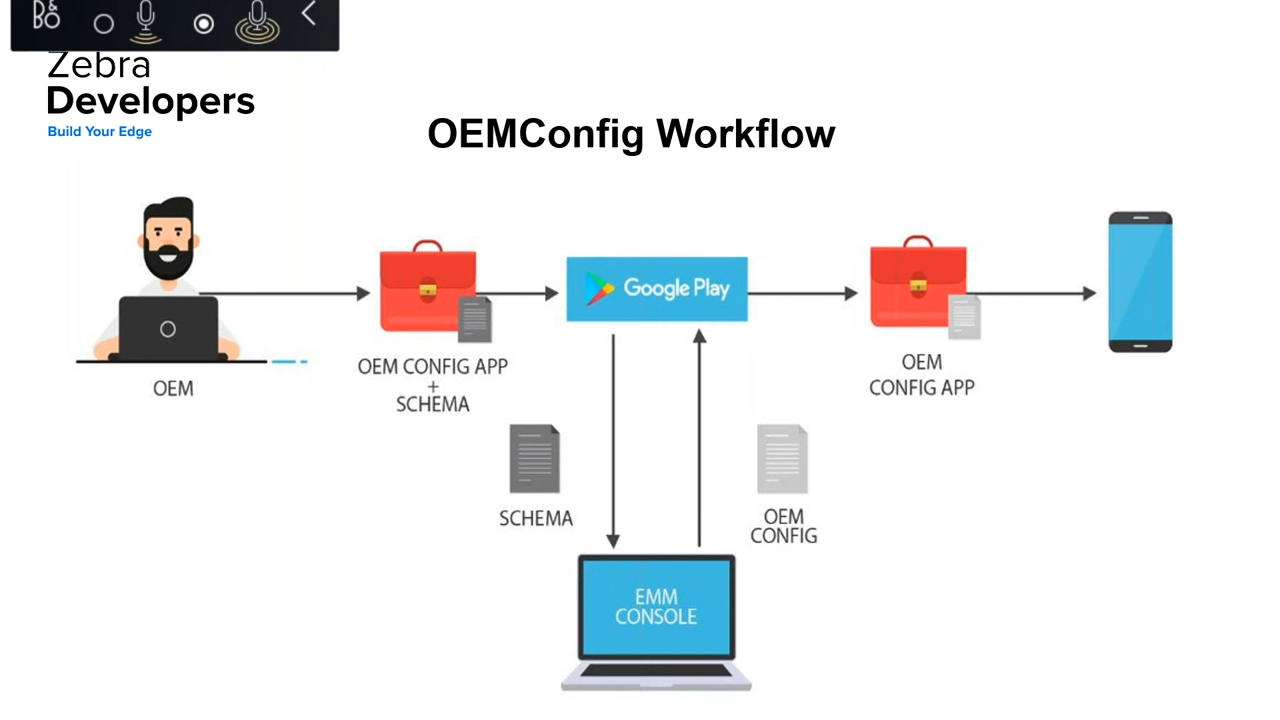 B&O
Zebra
Developers
Build Your Edge
OEMConfig Workflow
Google Play
OEM
OEM CONFIG APP
+
SCHEMA
OEM
CONFIG APP
SCHEMA
OEM
CONFIG
EMM
CONSOLE